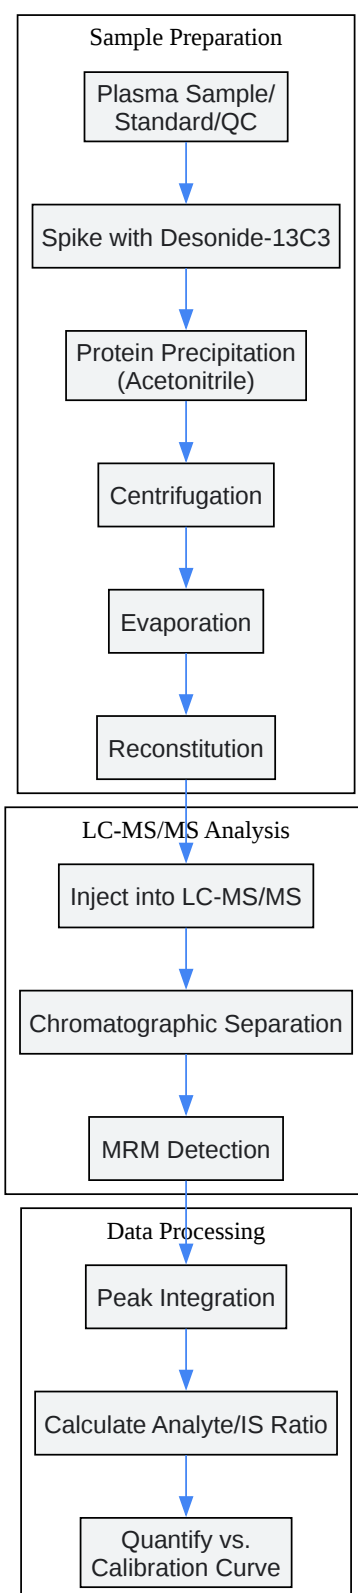 Sample Preparation
Plasma Sample/
Standard/QC
Spike with Desonide-13C3
Protein Precipitation
(Acetonitrile)
Centrifugation
Evaporation
Reconstitution
LC-MS/MS Analysis
Inject into LC-MS/MS
Chromatographic Separation
MRM Detection
Data Processing
Peak Integration
Calculate Analyte/IS Ratio
Quantify vs.
Calibration Curve